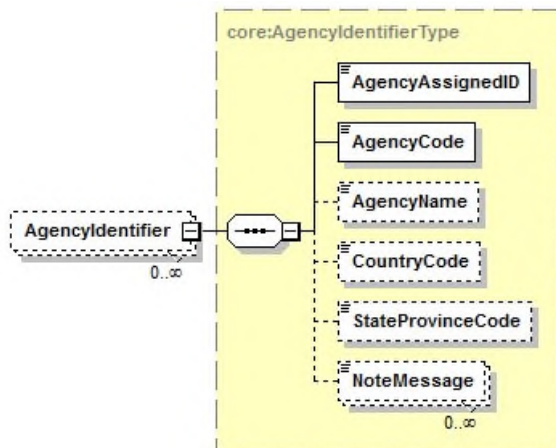 core:AgencyIdentifierType
AgencyAssignedID
AgencyCode
AgencyName
AgencyIdentifier
0..∞
CountryCode
StateProvinceCode
NoteMessage
0..∞